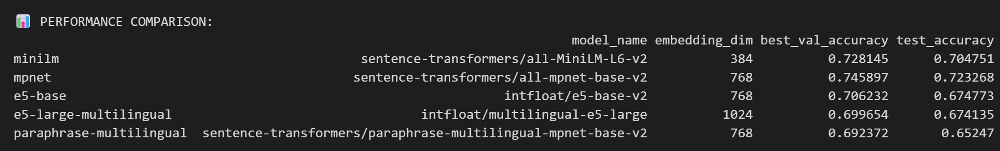 📊 PERFORMANCE COMPARISON:
model_name embedding_dim best_val_accuracy test_accuracy
minilm sentence-transformers/all-MiniLM-L6-v2 384 0.728145 0.704751
mpnet sentence-transformers/all-mpnet-base-v2 768 0.745897 0.723268
e5-base intfloat/e5-base-v2 768 0.706232 0.674773
e5-large-multilingual intfloat/multilingual-e5-large 1024 0.699654 0.674135
paraphrase-multilingual sentence-transformers/paraphrase-multilingual-mpnet-base-v2 768 0.692372 0.65247